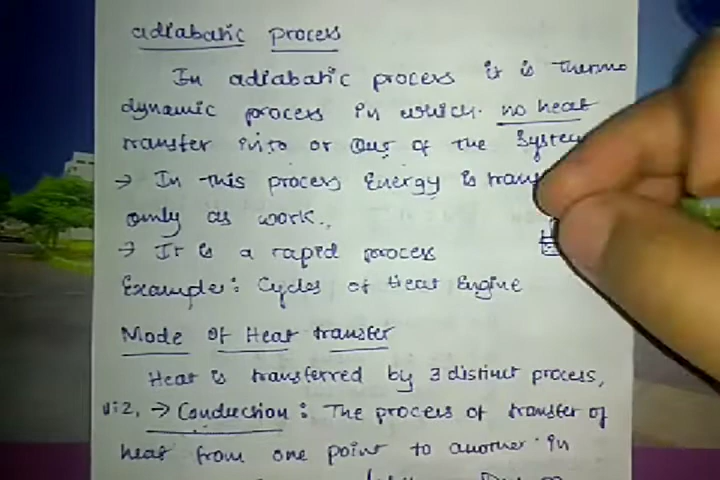 adiabatic process
In adiabatic process it is thermo
dynamic process in which no heat
transfer into or out of the System
→ In this process Energy is
only as work.,
→ It is a rapid process
Example: Cycles of Heat Engine
Mode of Heat transfer
Heat is transferred by 3 distinct process,
viz, → Conduction: The process of transfer of
heat from one point to another in